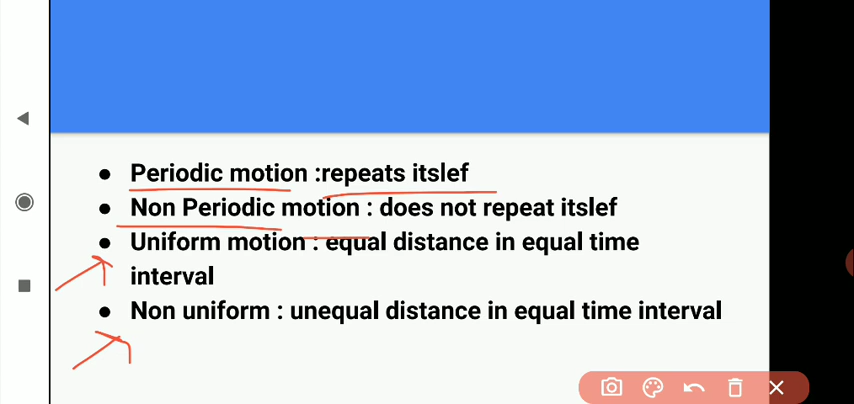 ● Periodic motion :repeats itslef
● Non Periodic motion : does not repeat itslef
● Uniform motion : equal distance in equal time
interval
● Non uniform : unequal distance in equal time interval